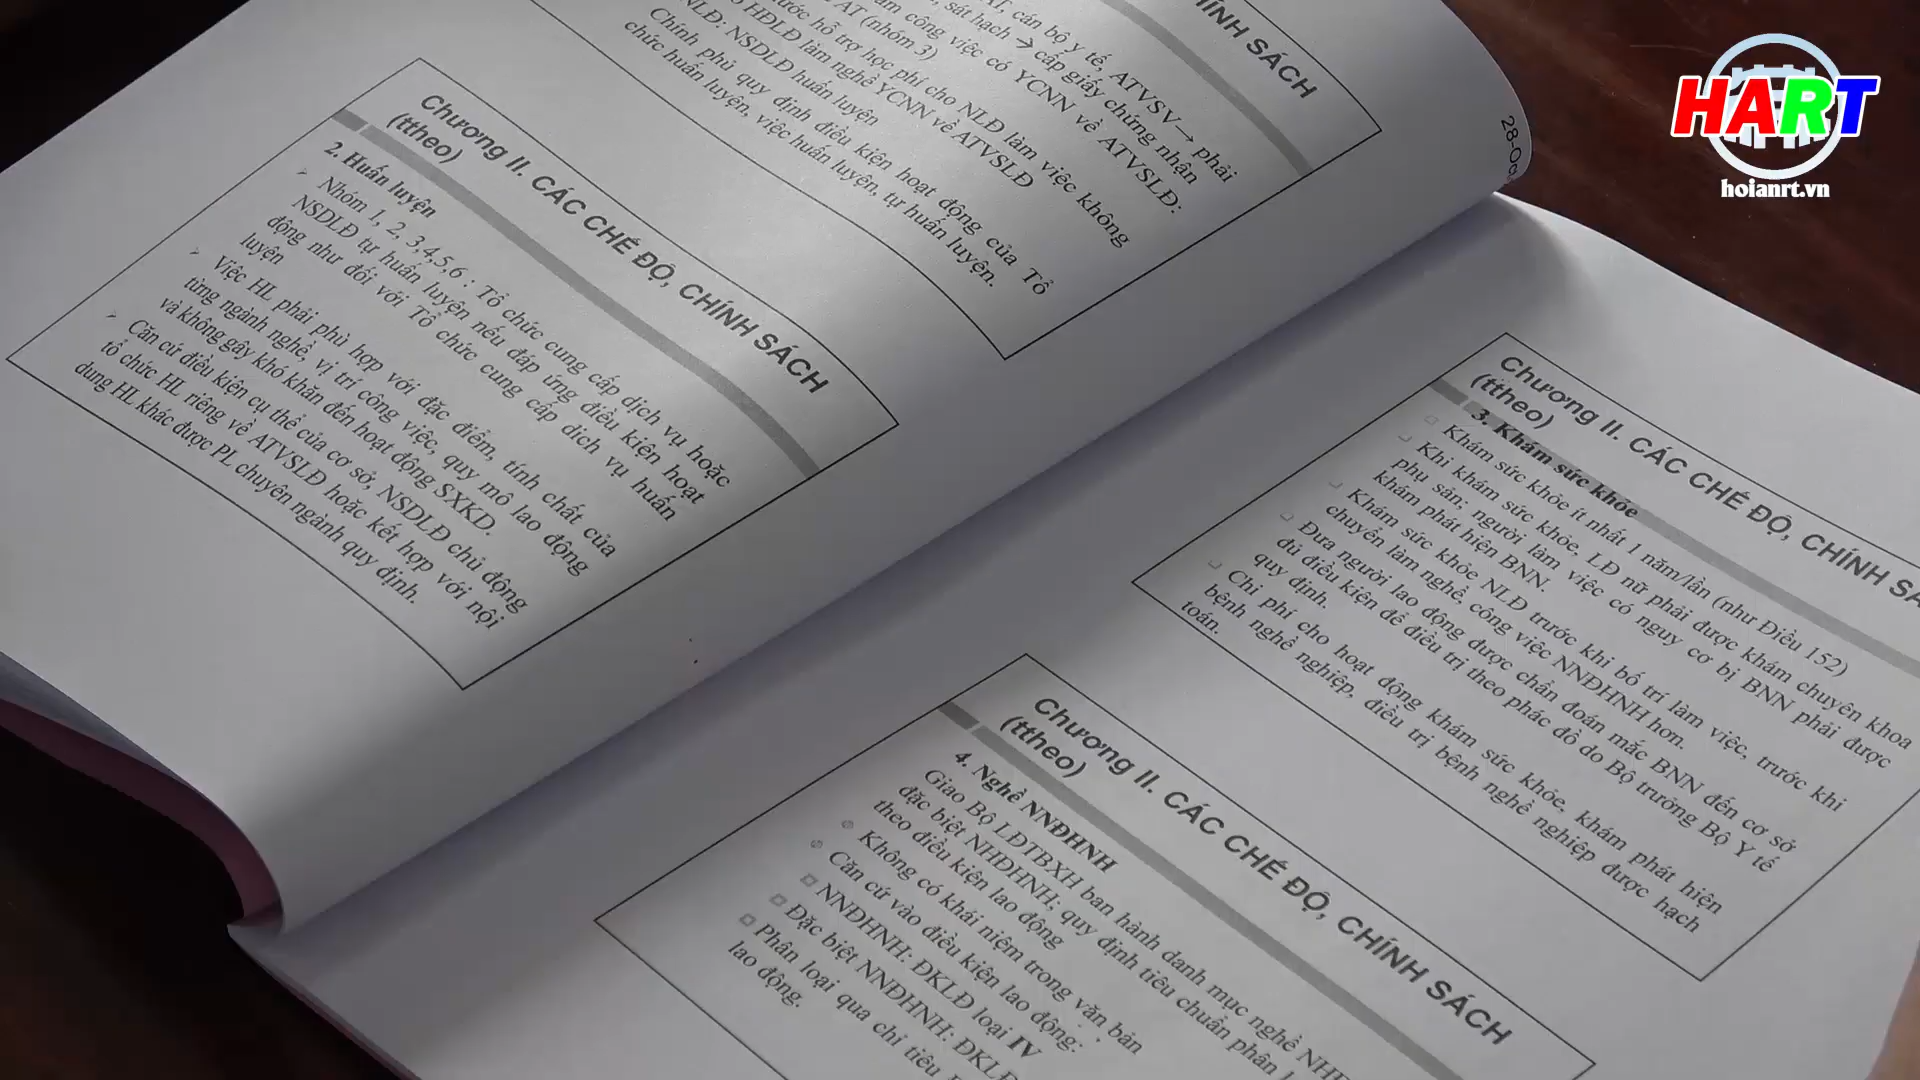 HART
hoianrt.vn
28-Oc
ÍNH SÁCH
AT, cán bộ y tế, ATVSV→ phải
sát hạch → cấp giấy chứng nhận
làm công việc có YCNN về ATVSLĐ:
nước hỗ trợ học phí cho NLĐ làm việc không
HĐLĐ làm nghề YCNN về ATVSLĐ
NLĐ: NSDLĐ huấn luyện
Chính phủ quy định điều kiện hoạt động của Tổ
chức huấn luyện, việc huấn luyện, tự huấn luyện.
Chương II. CÁC CHẾ ĐỘ, CHÍNH SÁCH
(ttheo)
2. Huấn luyện
Nhóm 1, 2, 3,4,5,6 : Tổ chức cung cấp dịch vụ hoặc
NSDLĐ tự huấn luyện nếu đáp ứng điều kiện hoạt
động như đối với Tổ chức cung cấp dich vụ huấn
luyện
Việc HL phải phù hợp với đặc điểm, tính chất của
từng ngành nghề, vị trí công việc, quy mô lao động
và không gây khó khăn đến hoạt động SXKD.
Căn cứ điều kiện cụ thể của cơ sở, NSDLĐ chủ động
tổ chức HL riêng về ATVSLĐ hoặc kết hợp với nội
dung HL khác được PL chuyên ngành quy định.
Chương II. CÁC CHẾ ĐỘ, CHÍNH SÁ
(ttheo)
3. Khám sức khỏe
Khám sức khỏe ít nhất 1 năm/lần (như Điều 152)
Khi khám sức khỏe, LĐ nữ phải được khám chuyên khoa
phụ sản; người làm việc có nguy cơ bị BNN phải được
khám phát hiện BNN.
Khám sức khỏe NLĐ trước khi bố trí làm việc, trước khi
chuyển làm nghề, công việc NNĐHNH hơn.
Đưa người lao động được chẩn đoán mắc BNN đến cơ sở
đủ điều kiện để điều trị theo phác đồ do Bộ trưởng Bộ Y tế
quy định.
Chi phí cho hoạt động khám sức khỏe, khám phát hiện
bệnh nghề nghiệp, điều trị bệnh nghề nghiệp được hạch
toán.
Chương II. CÁC CHẾ ĐỘ, CHÍNH SÁCH
(ttheo)
4. Nghề NNĐHNH
Giao Bộ LĐTBXH ban hành danh mục nghề
đặc biệt NHĐHNH; quy định tiêu chuẩn phân
theo điều kiện lao động
Không có khái niệm trong văn bản
Căn cứ vào điều kiện lao động:
NNĐHNH: ĐKLĐ loại IV
Đặc biệt NNĐHNH: ĐKLĐ
Phân loại qua chi tiêu
lao động.